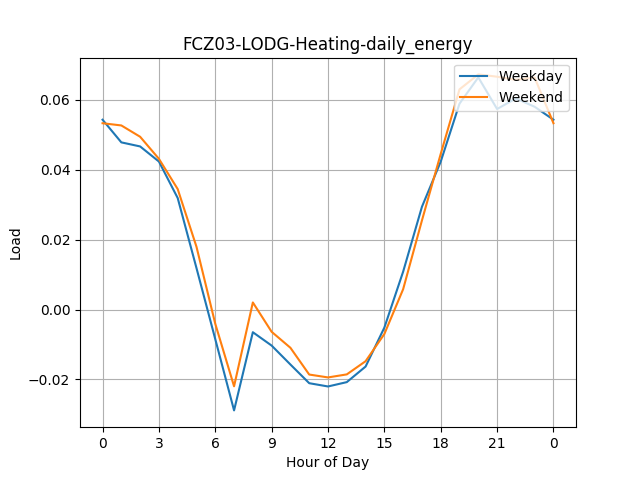 FCZ03-LODG-Heating-daily_energy
Weekday
Weekend
0.06
0.04
0.02
0.00
−0.02
Load
0 3 6 9 12 15 18 21 0
Hour of Day